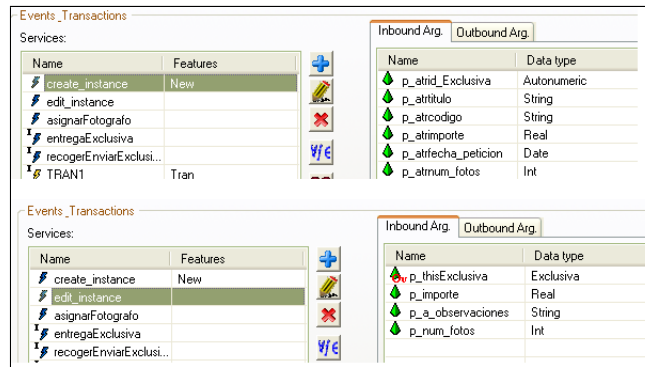 Events_Transactions
Services:
Name Features
create_instance New
edit_instance
asignarFotografo
I entregaExclusiva
I recogerEnviarExclusi...
I TRAN1 Tran
Inbound Arg. Outbound Arg.
Name Data type
p_atrid_Exclusiva Autonumeric
p_atrtitulo String
p_atrcodigo String
p_atrimporte Real
p_atrfecha_peticion Date
p_atrnum_fotos Int
Events_Transactions
Services:
Name Features
create_instance New
edit_instance
asignarFotografo
I entregaExclusiva
I recogerEnviarExclusi...
Inbound Arg. Outbound Arg.
Name Data type
p_thisExclusiva Exclusiva
p_importe Real
p_a_observaciones String
p_num_fotos Int